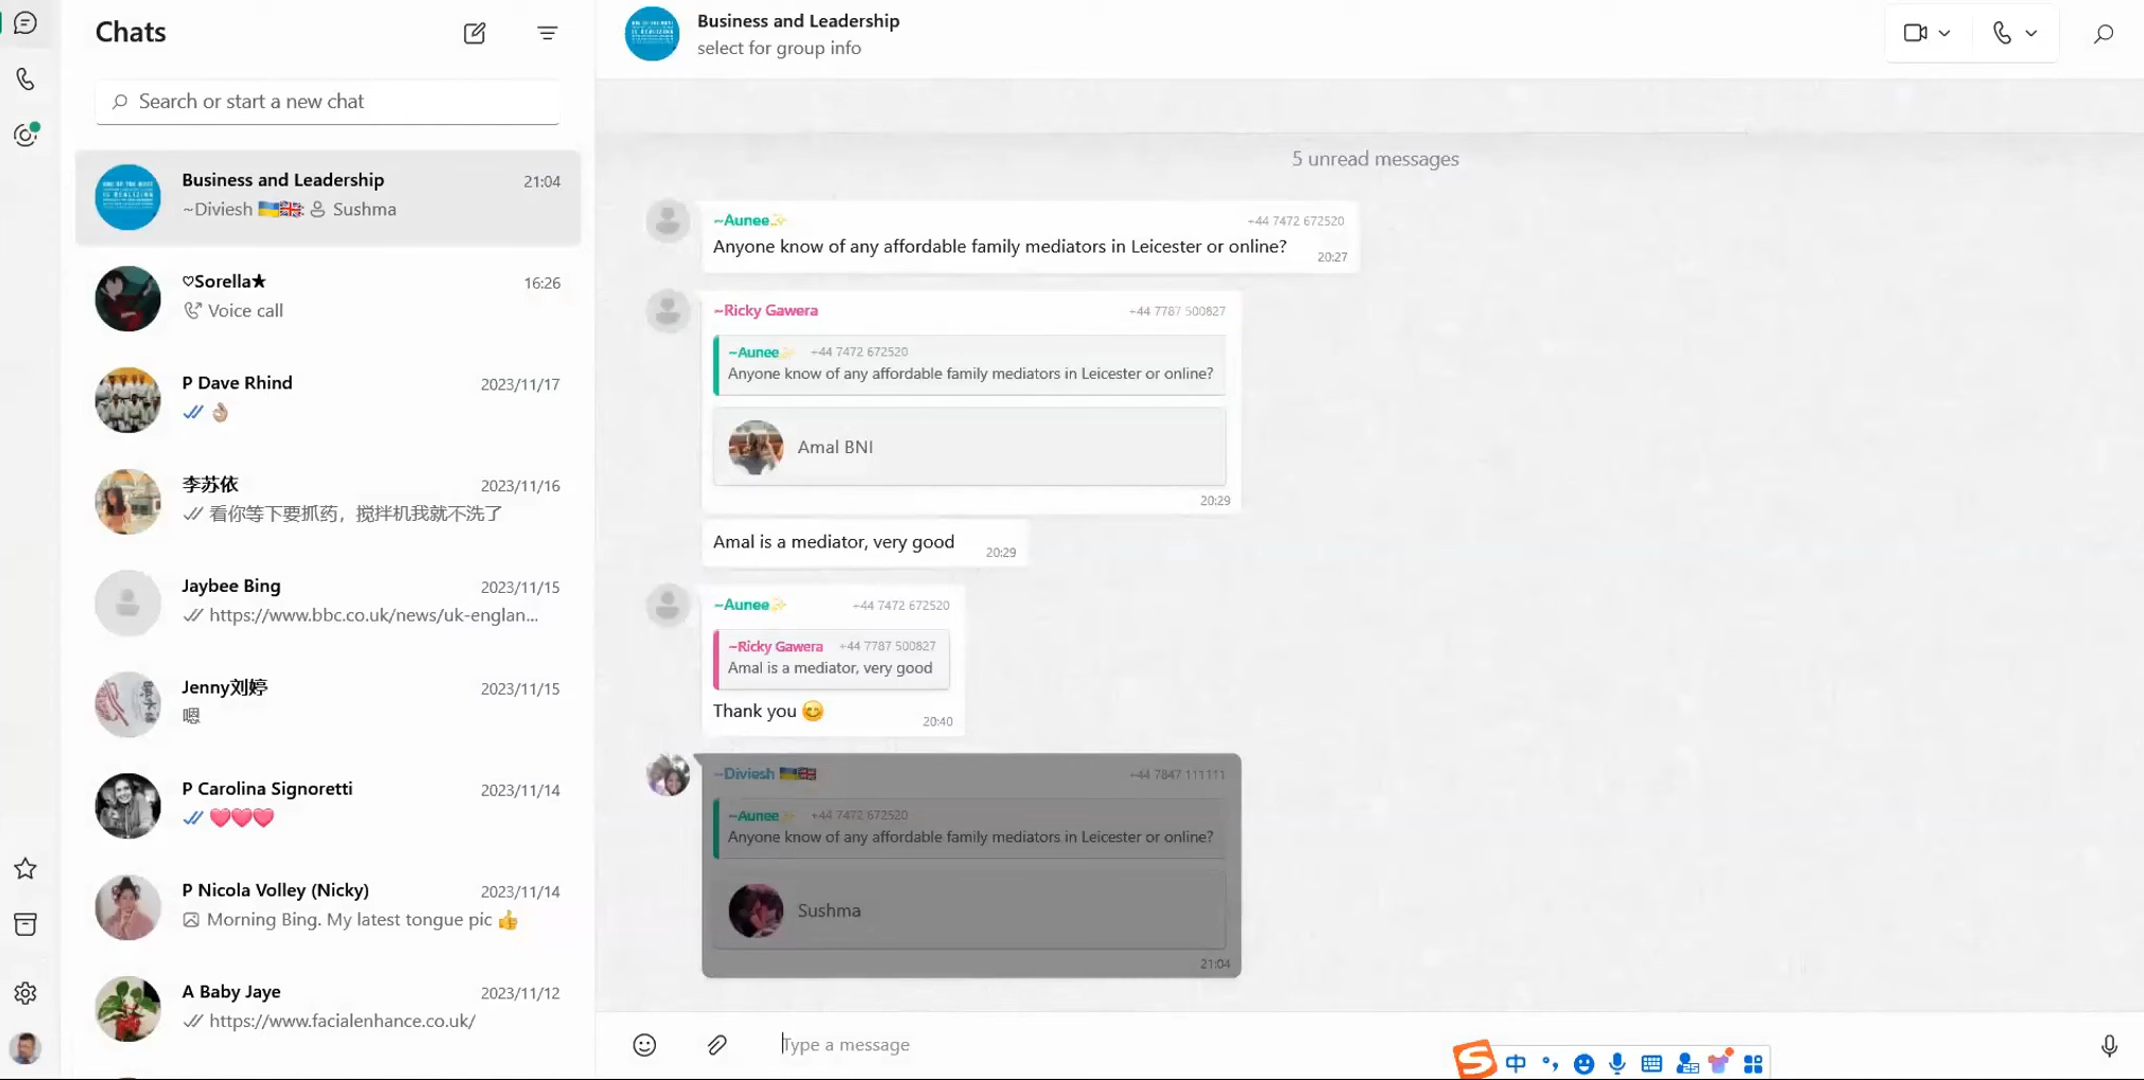 Chats
Search or start a new chat
Business and Leadership
21:04
~Diviesh 🇺🇦🇬🇧: Sushma
♡Sorella★
16:26
Voice call
P Dave Rhind
2023/11/17
👌🏼
李苏依
2023/11/16
看你等下要抓药，搅拌机我就不洗了
Jaybee Bing
2023/11/15
https://www.bbc.co.uk/news/uk-englan...
Jenny刘婷
2023/11/15
嗯
P Carolina Signoretti
2023/11/14
❤️❤️❤️
P Nicola Volley (Nicky)
2023/11/14
Morning Bing. My latest tongue pic 👍
A Baby Jaye
2023/11/12
https://www.facialenhance.co.uk/
Business and Leadership
select for group info
5 unread messages
~Aunee✨ +44 7472 672520
Anyone know of any affordable family mediators in Leicester or online?
20:27
~Ricky Gawera +44 7787 500827
~Aunee✨ +44 7472 672520
Anyone know of any affordable family mediators in Leicester or online?
Amal BNI
20:29
Amal is a mediator, very good 20:29
~Aunee✨ +44 7472 672520
~Ricky Gawera +44 7787 500827
Amal is a mediator, very good
Thank you 😊
20:40
~Diviesh 🇺🇦🇬🇧 +44 7847 111111
~Aunee✨ +44 7472 672520
Anyone know of any affordable family mediators in Leicester or online?
Sushma
21:04
Type a message
S 中